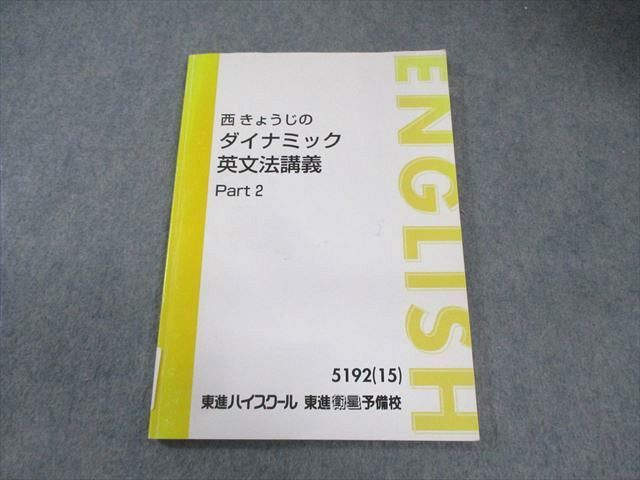 西 きょうじの
ダイナミック
英文法講義
Part 2
ENGLISH
5192(15)
東進ハイスクール 東進衛星予備校